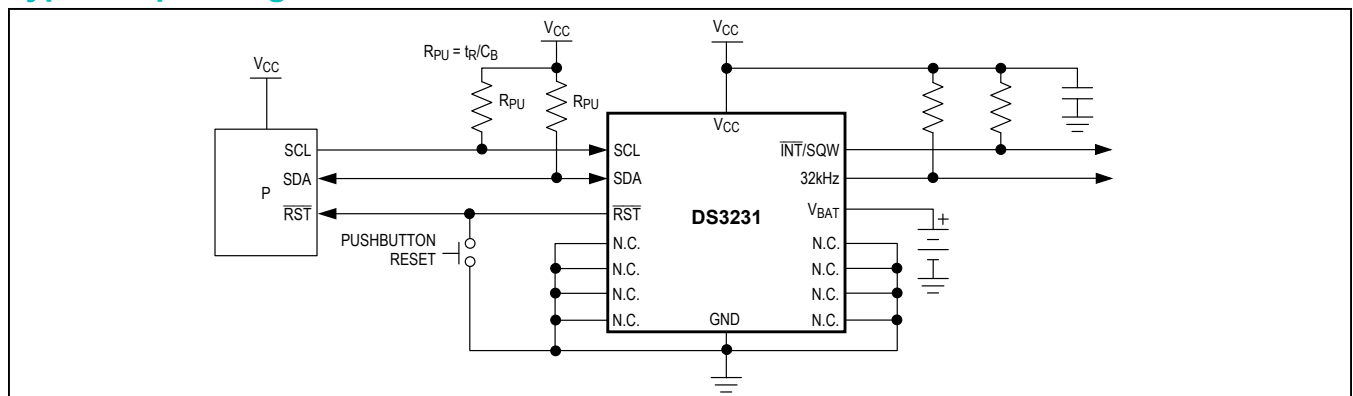 VCC
RPU = tR/CB
VCC
VCC
RPU
RPU
VCC
SCL
SCL
INT/SQW
SDA
SDA
32kHz
P
RST
RST
DS3231
VBAT
+
PUSHBUTTON
RESET
N.C.
N.C.
N.C.
N.C.
N.C.
N.C.
N.C.
N.C.
GND